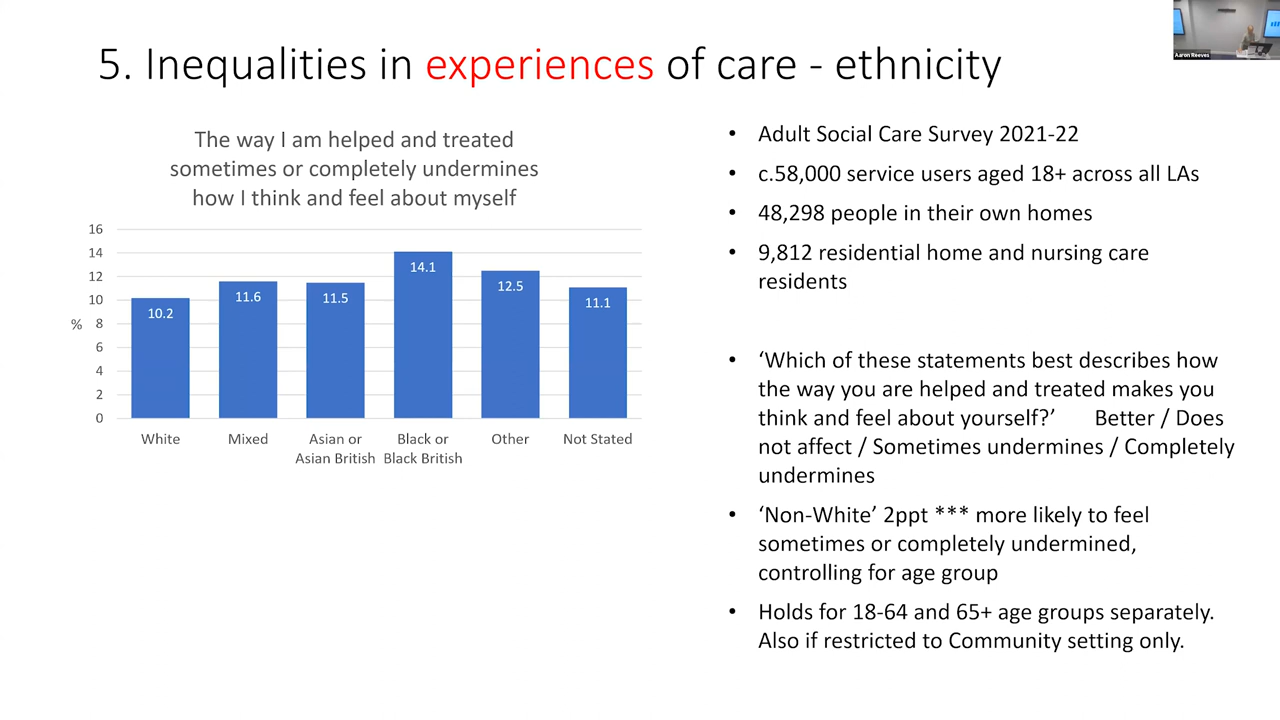 5. Inequalities in experiences of care - ethnicity
Aaron Reeves
The way I am helped and treated
sometimes or completely undermines
how I think and feel about myself
16
14
12
10
8
6
4
2
0
%
10.2
11.6
11.5
14.1
12.5
11.1
White
Mixed
Asian or
Asian British
Black or
Black British
Other
Not Stated
• Adult Social Care Survey 2021-22
• c.58,000 service users aged 18+ across all LAs
• 48,298 people in their own homes
• 9,812 residential home and nursing care
residents
• ‘Which of these statements best describes how
the way you are helped and treated makes you
think and feel about yourself?’ Better / Does
not affect / Sometimes undermines / Completely
undermines
• ‘Non-White’ 2ppt *** more likely to feel
sometimes or completely undermined,
controlling for age group
• Holds for 18-64 and 65+ age groups separately.
Also if restricted to Community setting only.